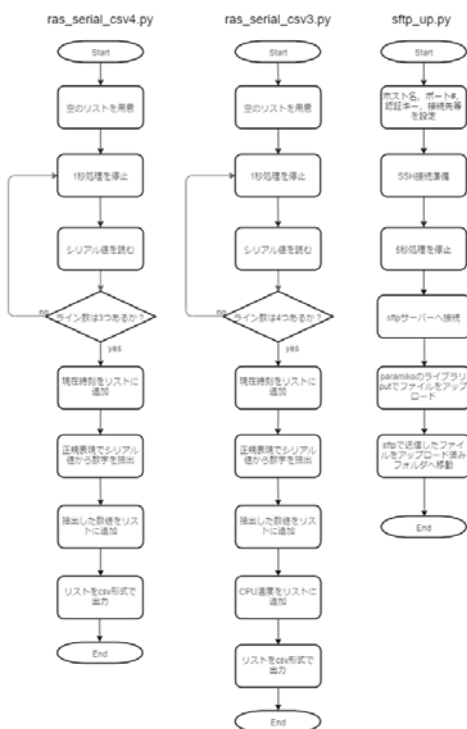 ras_serial_csv4.py
Start
空のリストを用意
1秒処理を停止
シリアル値を読む
ライン数は3つあるか？
no
yes
現在時刻をリストに
追加
正規表現でシリアル
値から数字を抽出
抽出した数値をリス
トに追加
リストをcsv形式で
出力
End
ras_serial_csv3.py
Start
空のリストを用意
1秒処理を停止
シリアル値を読む
ライン数は4つあるか？
no
yes
現在時刻をリストに
追加
正規表現でシリアル
値から数字を抽出
抽出した数値をリス
トに追加
CPU温度をリストに
追加
リストをcsv形式で
出力
End
sftp_up.py
Start
ホスト名，ポート#，
認証キー，接続先等
を設定
SSH接続準備
5秒処理を停止
sftpサーバーへ接続
paramikoのライブラリ
putでファイルをアップ
ロード
sftpで送信したファイ
ルをアップロード済み
フォルダへ移動
End